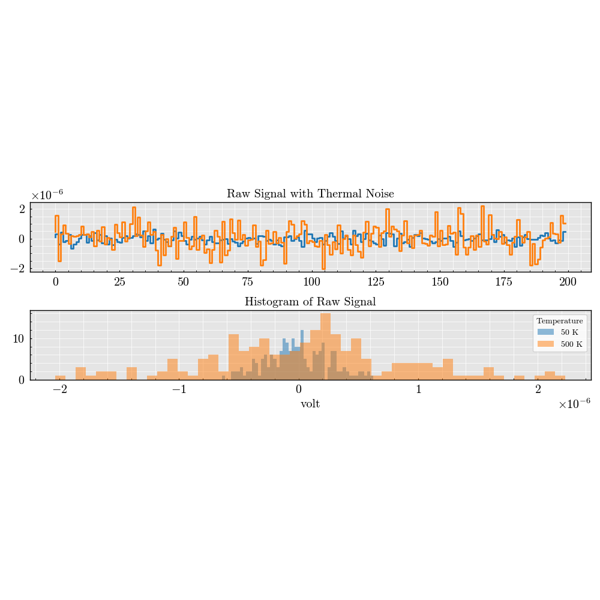 Raw Signal with Thermal Noise
×10⁻⁶
2
0
−2
0 25 50 75 100 125 150 175 200
Histogram of Raw Signal
10
0
Temperature
50 K
500 K
−2 −1 0 1 2
volt
×10⁻⁶